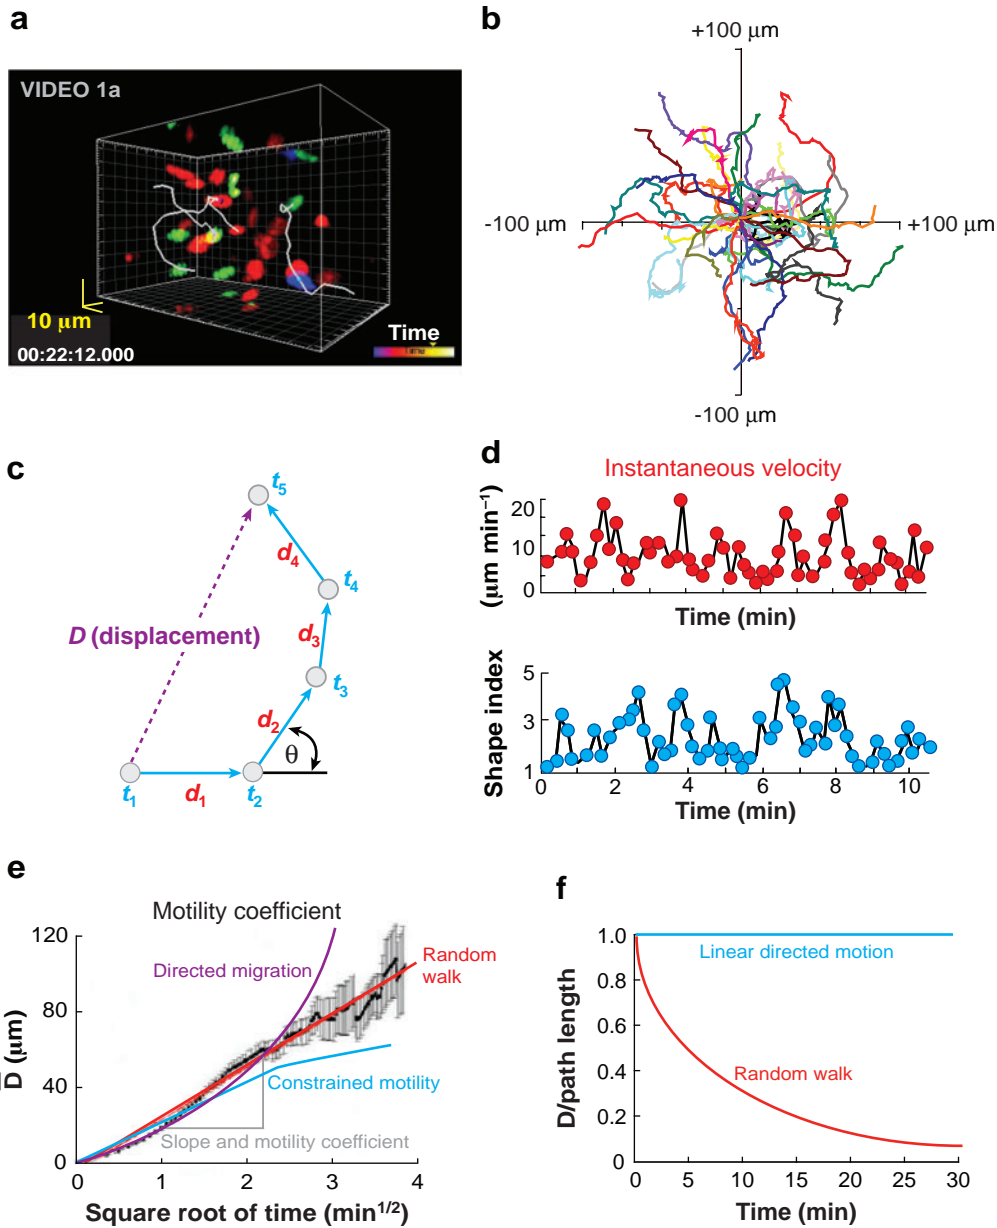 a
VIDEO 1a
10 μm
00:22:12.000
Time
b
+100 μm
-100 μm
+100 μm
-100 μm
c
t5
d4
t4
D (displacement)
d3
t3
d2
θ
t1
d1
t2
d
Instantaneous velocity
(μm min⁻¹)
20
10
0
Time (min)
Shape index
5
3
1
0 2 4 6 8 10
Time (min)
e
Motility coefficient
120
80
40
0
D̅ (μm)
Directed migration
Random
walk
Constrained motility
Slope and motility coefficient
0 1 2 3 4
Square root of time (min1/2)
f
1.0
0.8
0.6
0.4
0.2
0
D/path length
Linear directed motion
Random walk
0 5 10 15 20 25 30
Time (min)